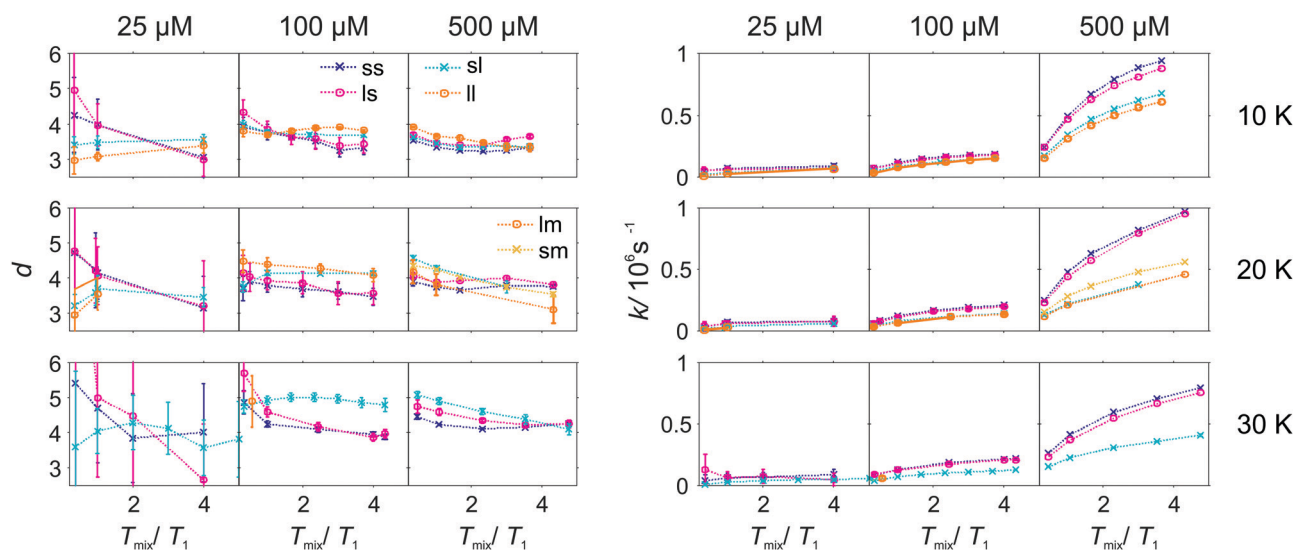 25 µM 100 µM 500 µM 25 µM 100 µM 500 µM
6 ss sl 1
5 ls ll
4 0.5 10 K
3 0
6 lm 1
5 sm
d 4 k/ 10⁶s⁻¹ 0.5 20 K
3 0
6 1
5
4 0.5 30 K
3 0
2 4 2 4 2 4 2 4 2 4 2 4
Tmix/ T1 Tmix/ T1 Tmix/ T1 Tmix/ T1 Tmix/ T1 Tmix/ T1